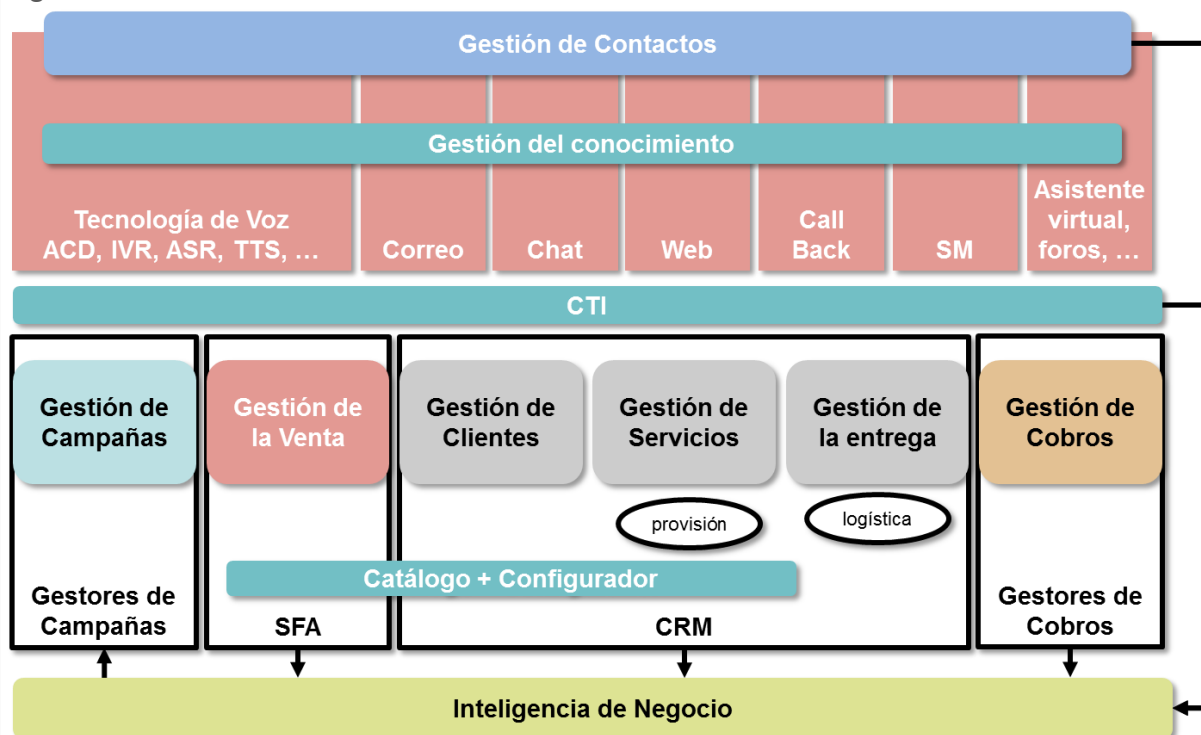 Gestión de Contactos
Gestión del conocimiento
Tecnología de Voz
ACD, IVR, ASR, TTS, …
Correo
Chat
Web
Call
Back
SM
Asistente
virtual,
foros, …
CTI
Gestión de
Campañas
Gestión de
la Venta
Gestión de
Clientes
Gestión de
Servicios
Gestión de
la entrega
Gestión de
Cobros
provisión
logística
Catálogo + Configurador
Gestores de
Campañas
SFA
CRM
Gestores de
Cobros
Inteligencia de Negocio